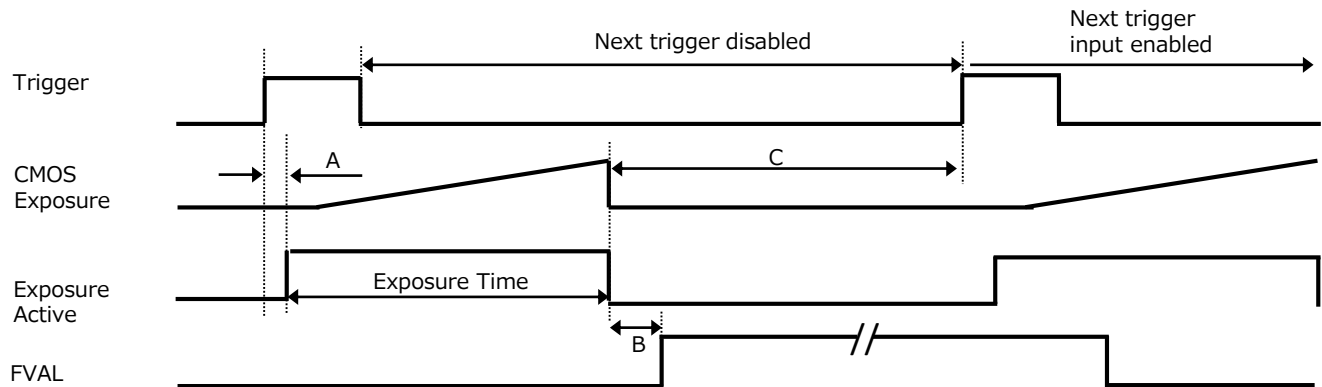 Next trigger disabled
Next trigger
input enabled
Trigger
A
C
CMOS
Exposure
Exposure Time
Exposure
Active
B
FVAL